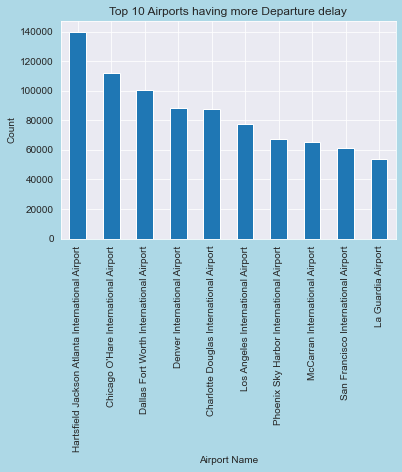 Top 10 Airports having more Departure delay
Count
140000
120000
100000
80000
60000
40000
20000
0
Hartsfield Jackson Atlanta International Airport
Chicago O'Hare International Airport
Dallas Fort Worth International Airport
Denver International Airport
Charlotte Douglas International Airport
Los Angeles International Airport
Phoenix Sky Harbor International Airport
McCarran International Airport
San Francisco International Airport
La Guardia Airport
Airport Name